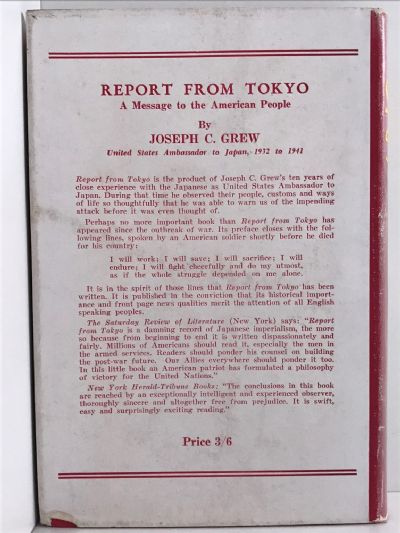 REPORT FROM TOKYO
A Message to the American People
By
JOSEPH C. GREW
United States Ambassador to Japan, 1932 to 1941
Report from Tokyo is the product of Joseph C. Grew's ten years of
close experience with the Japanese as United States Ambassador to
Japan. During that time he observed their people, customs and ways
of life so thoughtfully that he was able to warn us of the impending
attack before it was even thought of.
Perhaps no more important book than Report from Tokyo has
appeared since the outbreak of war. Its preface closes with the fol-
lowing lines, spoken by an American soldier shortly before he died
for his country:
I will work; I will save; I will sacrifice; I will
endure; I will fight cheerfully and do my utmost,
as if the whole struggle depended on me alone.
It is in the spirit of those lines that Report from Tokyo has been
written. It is published in the conviction that its historical import-
ance and front page news qualities merit the attention of all English
speaking peoples.
The Saturday Review of Literature (New York) says: "Report
from Tokyo is a damning record of Japanese imperialism, the more
so because from beginning to end it is written dispassionately and
fairly. Millions of Americans should read it, especially the men in
the armed services. Readers should ponder his counsel on building
the post-war future. Our Allies everywhere should ponder it too.
In this little book an American patriot has formulated a philosophy
of victory for the United Nations."
New York Herald-Tribune Books: "The conclusions in this book
are reached by an exceptionally intelligent and experienced observer,
thoroughly sincere and altogether free from prejudice. It is swift,
easy and surprisingly exciting reading."
Price 3/6